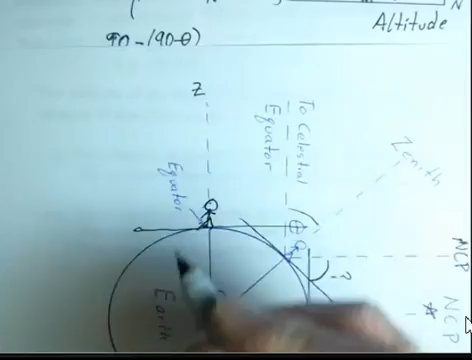 N
Altitude
90-(90-θ)
Z
To Celestial
Equator
Zenith
Equator
θ
NCP
?
NCP
Earth